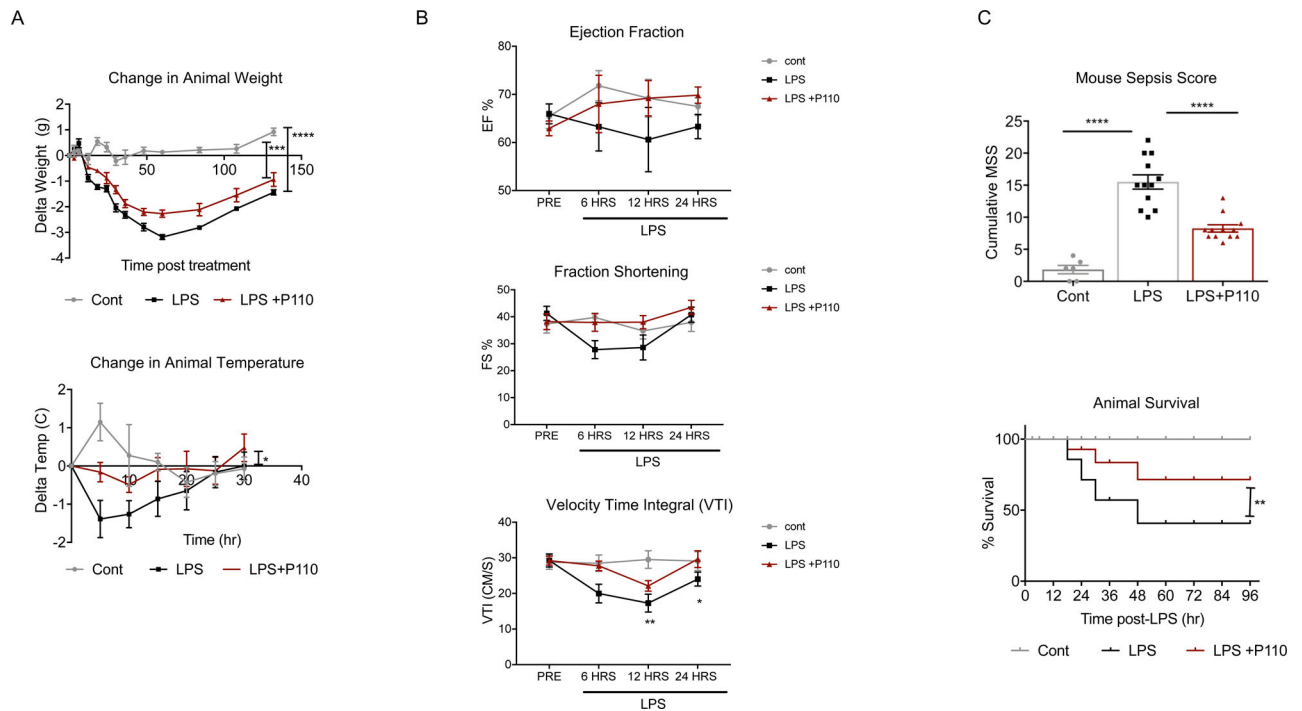 A
Change in Animal Weight
Delta Weight (g)
2
1
0
-1
-2
-3
-4
50
100
150
****
***
Time post treatment
Cont
LPS
LPS +P110
Change in Animal Temperature
Delta Temp (C)
2
1
0
-1
-2
10
20
30
40
*
Time (hr)
Cont
LPS
LPS+P110
B
Ejection Fraction
EF %
80
70
60
50
PRE
6 HRS
12 HRS
24 HRS
LPS
cont
LPS
LPS +P110
Fraction Shortening
FS %
50
40
30
20
10
0
PRE
6 HRS
12 HRS
24 HRS
LPS
cont
LPS
LPS +P110
Velocity Time Integral (VTI)
VTI (CM/S)
40
30
20
10
0
**
*
PRE
6 HRS
12 HRS
24 HRS
LPS
cont
LPS
LPS +P110
C
Mouse Sepsis Score
Cumulative MSS
25
20
15
10
5
0
****
****
Cont
LPS
LPS+P110
Animal Survival
% Survival
100
50
0
**
0
12
24
36
48
60
72
84
96
Time post-LPS (hr)
Cont
LPS
LPS +P110